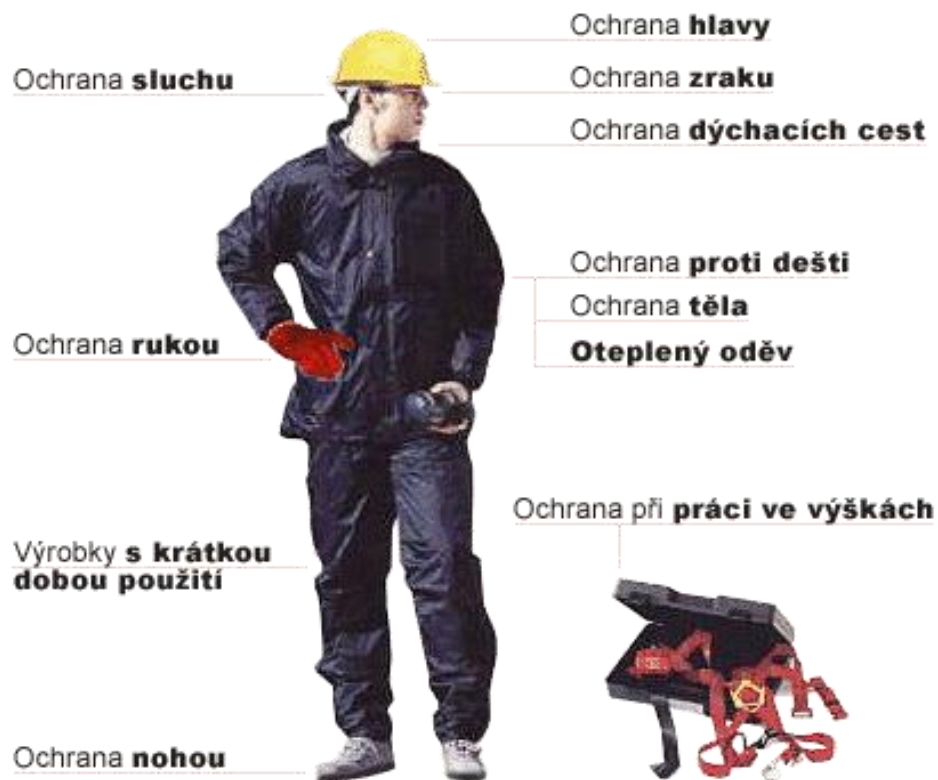 Ochrana hlavy
Ochrana sluchu
Ochrana zraku
Ochrana dýchacích cest
Ochrana proti dešti
Ochrana těla
Ochrana rukou
Oteplený oděv
Ochrana při práci ve výškách
Výrobky s krátkou
dobou použití
Ochrana nohou